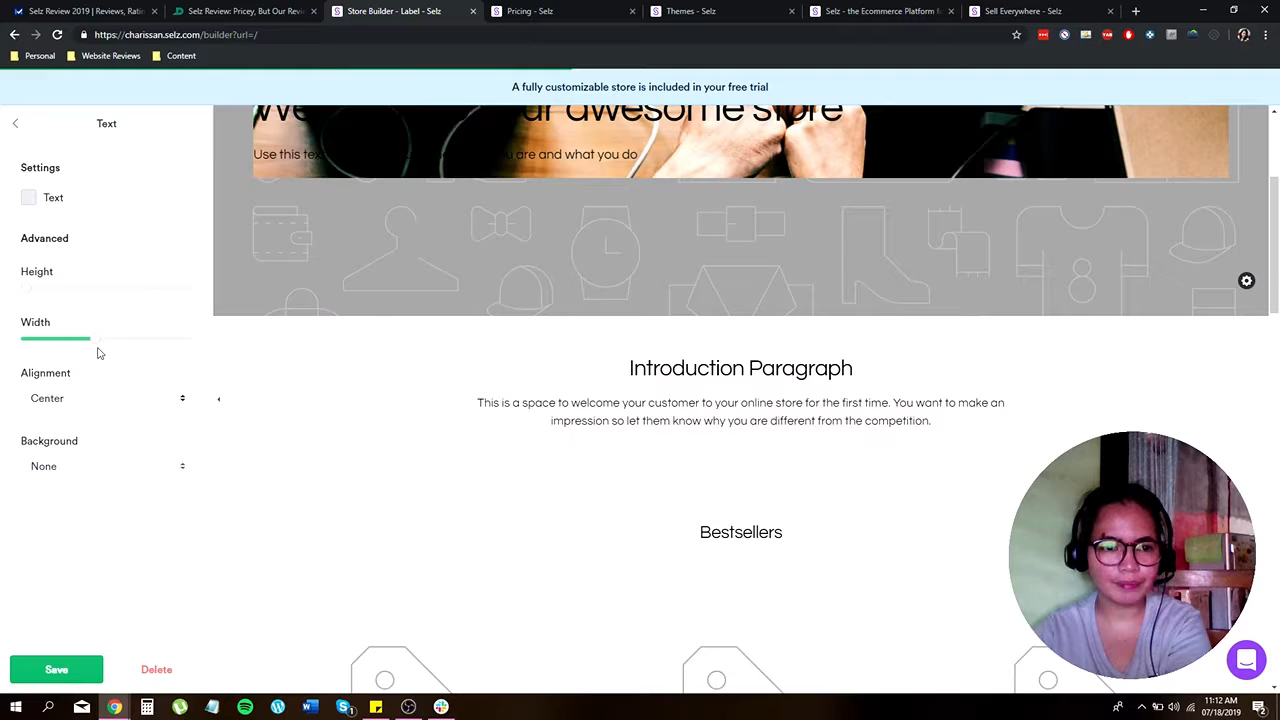 Selz Review 2019 | Reviews, Ratin
Selz Review: Pricey, But Our Revie
Store Builder - Label - Selz
Pricing - Selz
Themes - Selz
Selz - the Ecommerce Platform f
Sell Everywhere - Selz
https://charissan.selz.com/builder?url=/
Personal
Website Reviews
Content
A fully customizable store is included in your free trial
Text
Settings
Text
Advanced
Height
Width
Alignment
Center
Background
None
Save
Delete
awesome store
Use this tex
are and what you do
Introduction Paragraph
This is a space to welcome your customer to your online store for the first time. You want to make an
impression so let them know why you are different from the competition.
Bestsellers
11:12 AM
07/18/2019